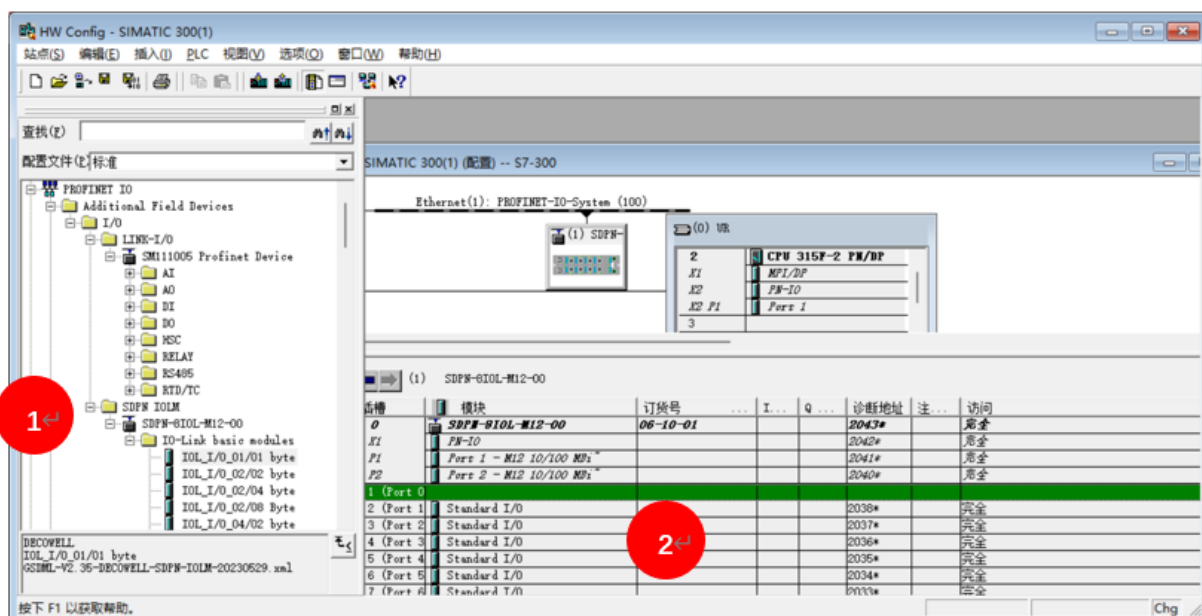 HW Config - SIMATIC 300(1)
站点(S) 编辑(E) 插入(I) PLC 视图(V) 选项(O) 窗口(W) 帮助(H)
查找(F)
配置文件(P) 标准
PROFINET IO
Additional Field Devices
I/O
LINK-I/O
SM111005 Profinet Device
AI
AO
DI
DO
HSC
RELAY
RS485
RTD/TC
SDPN IOLM
SDPN-8IOL-M12-00
IO-Link basic modules
IOL_I/O_01/01 byte
IOL_I/O_02/02 byte
IOL_I/O_02/04 byte
IOL_I/O_02/08 Byte
IOL_I/O_04/02 byte
DECOWELL
IOL_I/O_01/01 byte
GSDML-V2.35-DECOWELL-SDPN-IOLM-20230529.xml
1
SIMATIC 300(1) (配置) -- S7-300
Ethernet(1): PROFINET-IO-System (100)
(1) SDPN-
(0) UR
2 CPU 315F-2 PN/DP
X1 MPI/DP
X2 PN-IO
X2 P1 Port 1
3
(1) SDPN-8IOL-M12-00
插槽 模块 订货号 ... I... Q ... 诊断地址 注... 访问
0 SDPN-8IOL-M12-00 06-10-01 2043* 完全
X1 PN-IO 2042* 完全
P1 Port 1 - M12 10/100 MBi 2041* 完全
P2 Port 2 - M12 10/100 MBi 2040* 完全
1 (Port 0
2 (Port 1 Standard I/O 2038* 完全
3 (Port 2 Standard I/O 2037* 完全
4 (Port 3 Standard I/O 2036* 完全
5 (Port 4 Standard I/O 2035* 完全
6 (Port 5 Standard I/O 2034* 完全
7 (Port 6 Standard I/O 2033* 完全
2
按下 F1 以获取帮助。 Chg